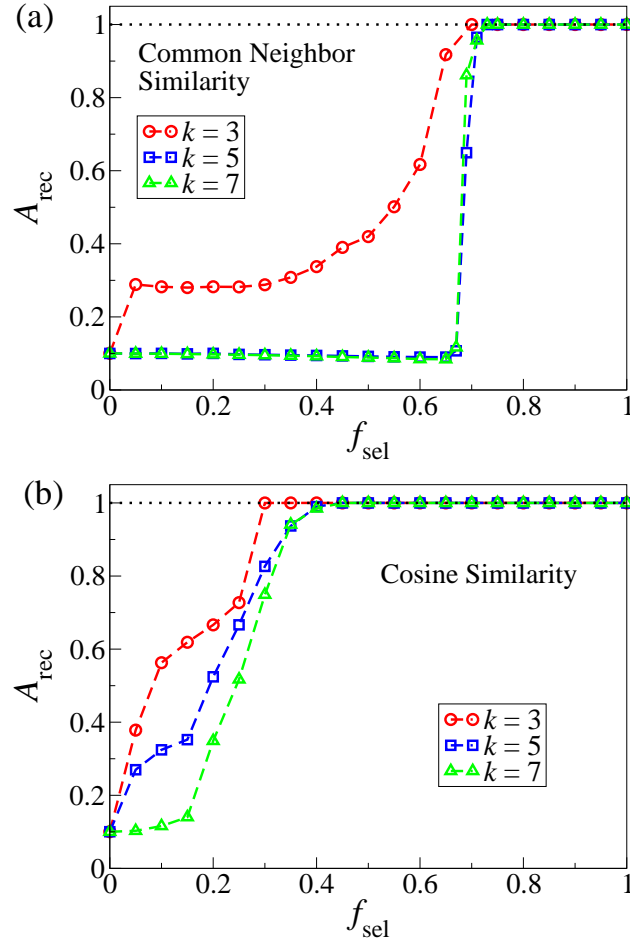 (a)
Common Neighbor
Similarity
k = 3
k = 5
k = 7
A_rec
1
0.8
0.6
0.4
0.2
0
0 0.2 0.4 0.6 0.8 1
f_sel
(b)
Cosine Similarity
k = 3
k = 5
k = 7
A_rec
1
0.8
0.6
0.4
0.2
0
0 0.2 0.4 0.6 0.8 1
f_sel